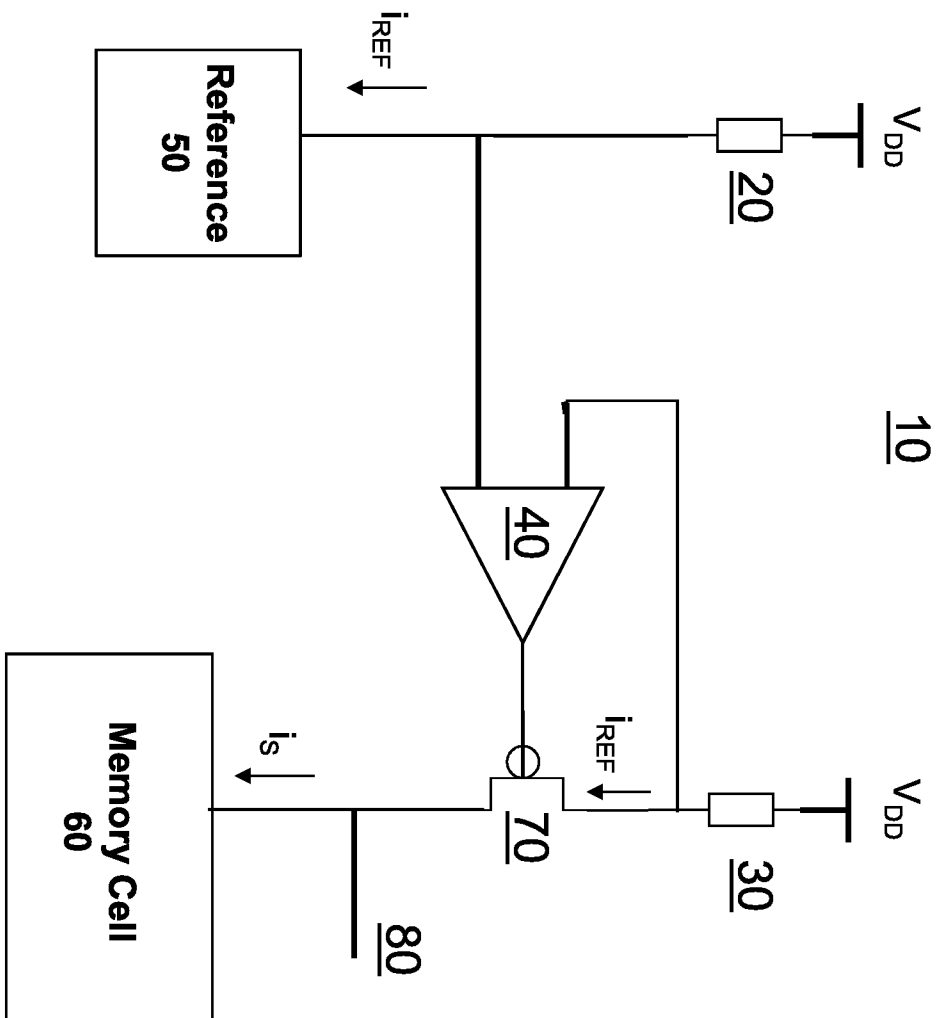 10
V_DD
V_DD
20
30
i_REF
i_REF
40
70
80
i_S
Reference
50
Memory Cell
60